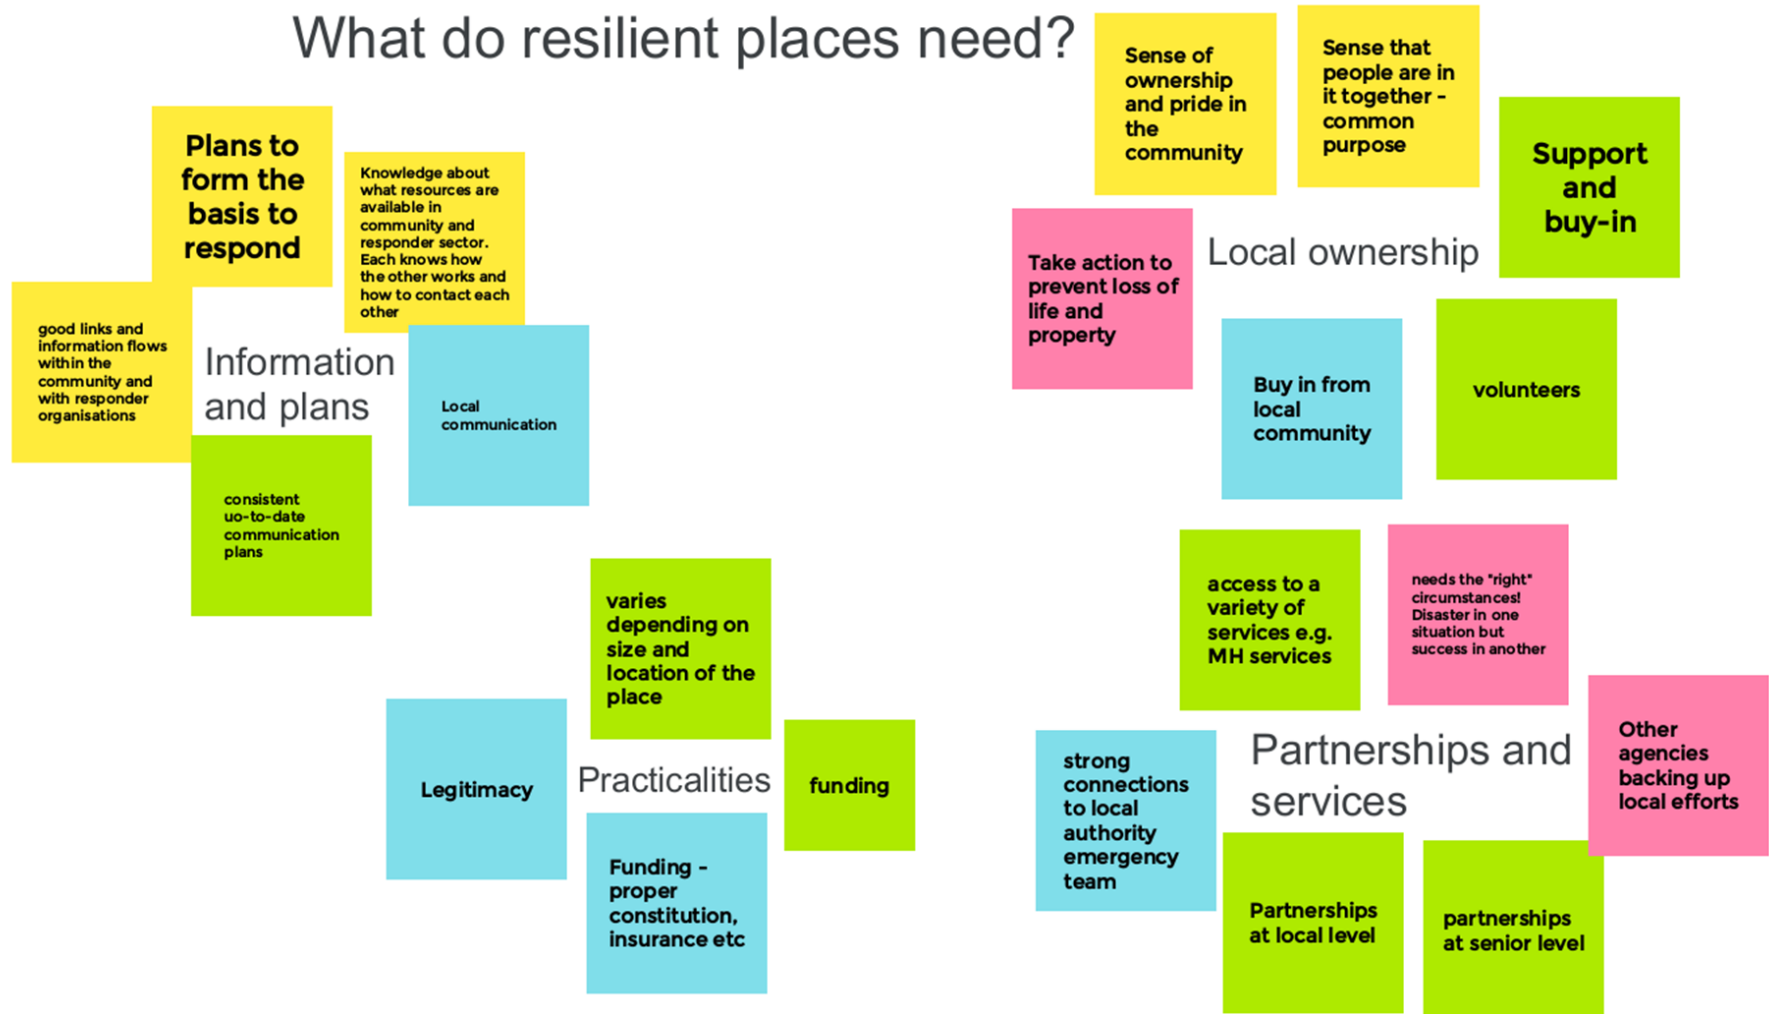 What do resilient places need?
Plans to
form the
basis to
respond
Knowledge about
what resources are
available in
community and
responder sector.
Each knows how
the other works and
how to contact each
other
good links and
information flows
within the
community and
with responder
organisations
Information
and plans
Local
communication
consistent
uo-to-date
communication
plans
varies
depending on
size and
location of the
place
Legitimacy
Practicalities
funding
Funding -
proper
constitution,
insurance etc
Sense of
ownership
and pride in
the
community
Sense that
people are in
it together -
common
purpose
Support
and
buy-in
Take action to
prevent loss of
life and
property
Local ownership
Buy in from
local
community
volunteers
access to a
variety of
services e.g.
MH services
needs the "right"
circumstances!
Disaster in one
situation but
success in another
Other
agencies
backing up
local efforts
strong
connections
to local
authority
emergency
team
Partnerships and
services
Partnerships
at local level
partnerships
at senior level